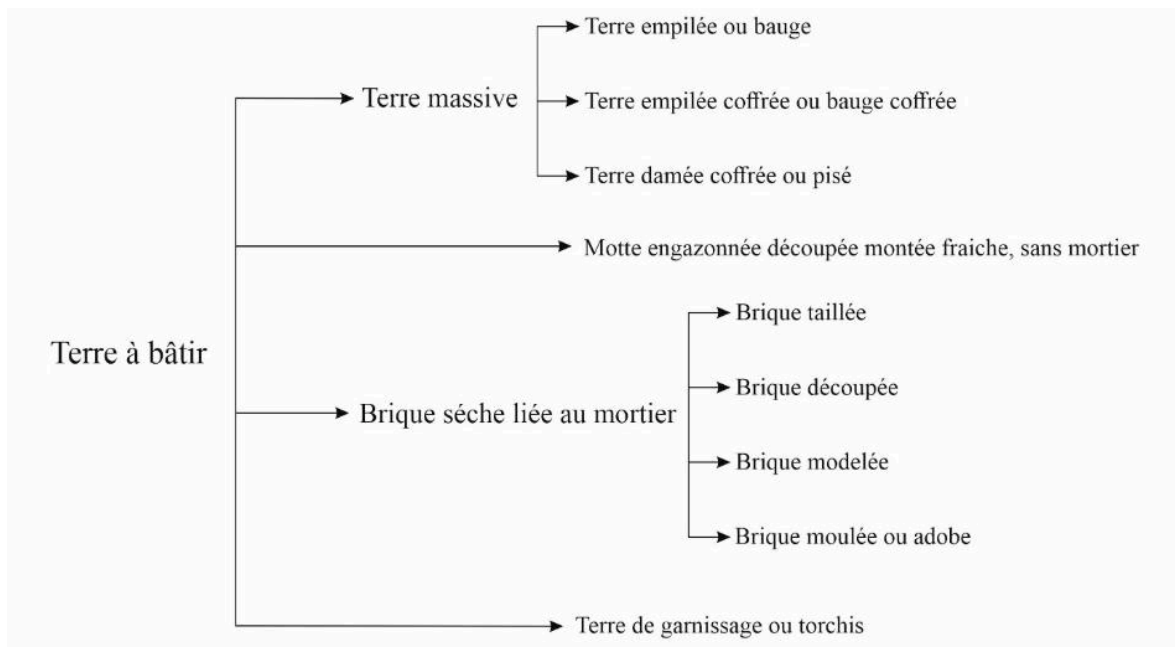 Terre empilée ou bauge
Terre massive
Terre empilée coffrée ou bauge coffrée
Terre damée coffrée ou pisé
Motte engazonnée découpée montée fraiche, sans mortier
Brique taillée
Terre à bâtir
Brique découpée
Brique séche liée au mortier
Brique modelée
Brique moulée ou adobe
Terre de garnissage ou torchis